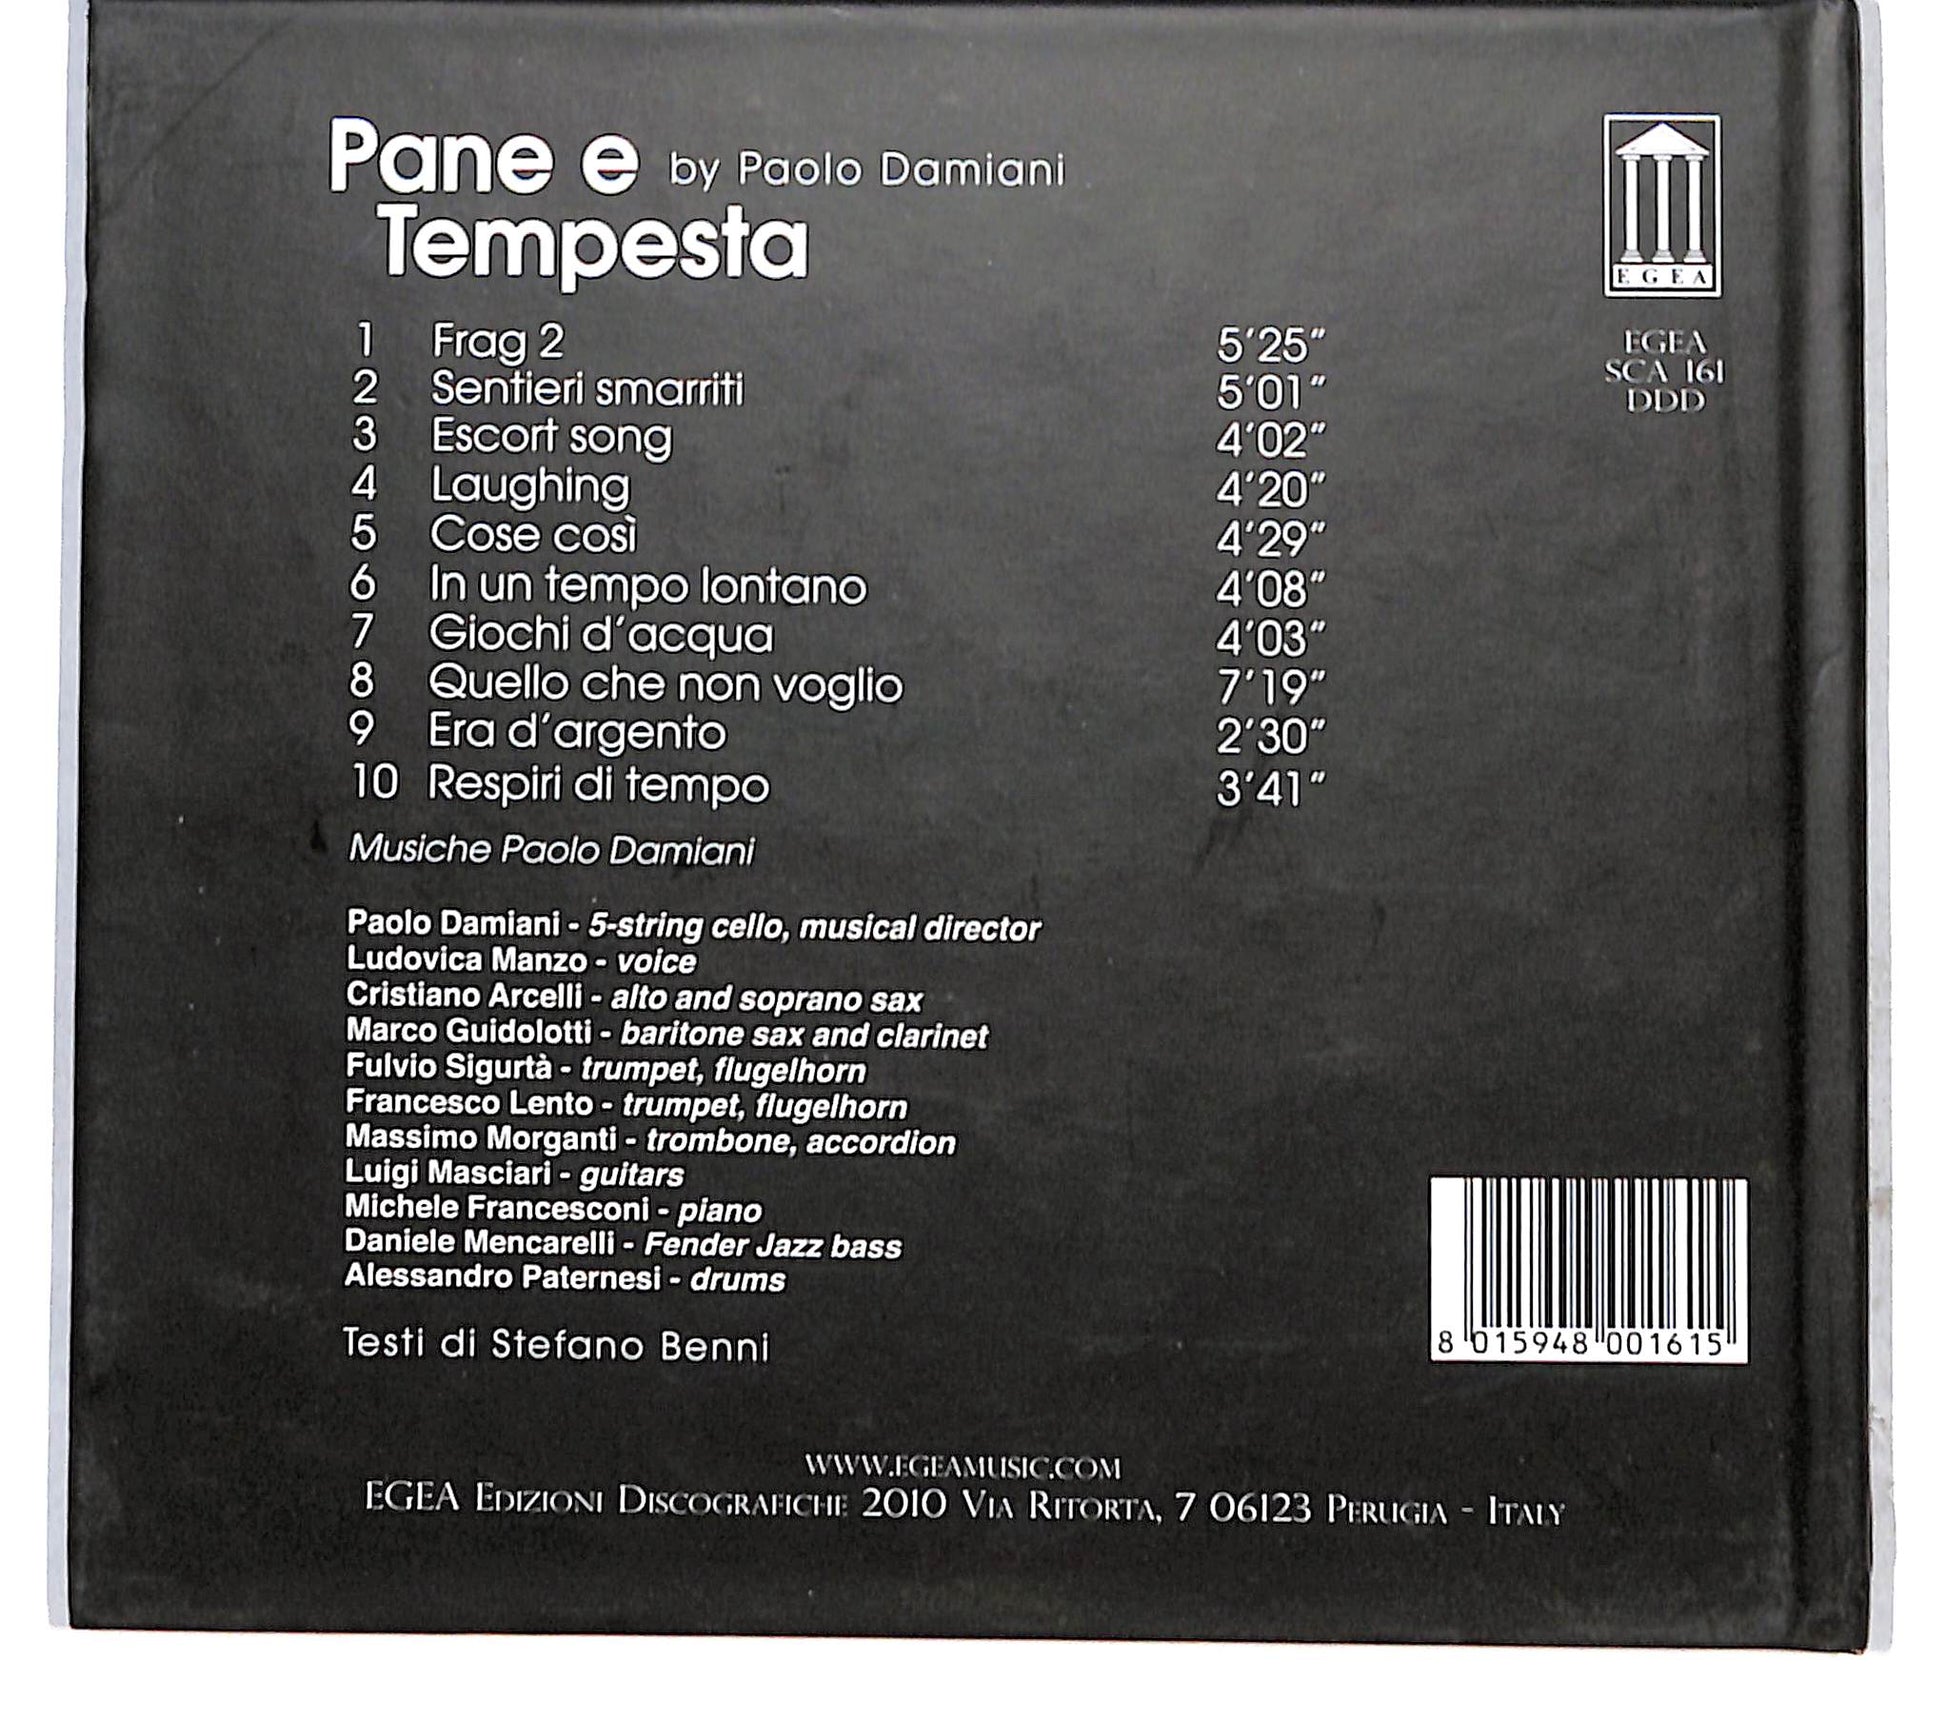 Pane e by Paolo Damiani
Tempesta
EGEA
EGEA
SCA 161
DDD
1 Frag 2 5'25"
2 Sentieri smarriti 5'01"
3 Escort song 4'02"
4 Laughing 4'20"
5 Cose così 4'29"
6 In un tempo lontano 4'08"
7 Giochi d'acqua 4'03"
8 Quello che non voglio 7'19"
9 Era d'argento 2'30"
10 Respiri di tempo 3'41"
Musiche Paolo Damiani
Paolo Damiani - 5-string cello, musical director
Ludovica Manzo - voice
Cristiano Arcelli - alto and soprano sax
Marco Guidolotti - baritone sax and clarinet
Fulvio Sigurtà - trumpet, flugelhorn
Francesco Lento - trumpet, flugelhorn
Massimo Morganti - trombone, accordion
Luigi Masciari - guitars
Michele Francesconi - piano
Daniele Mencarelli - Fender Jazz bass
Alessandro Paternesi - drums
Testi di Stefano Benni
8 015948 001615
WWW.EGEAMUSIC.COM
EGEA EDIZIONI DISCOGRAFICHE 2010 VIA RITORTA, 7 06123 PERUGIA - ITALY